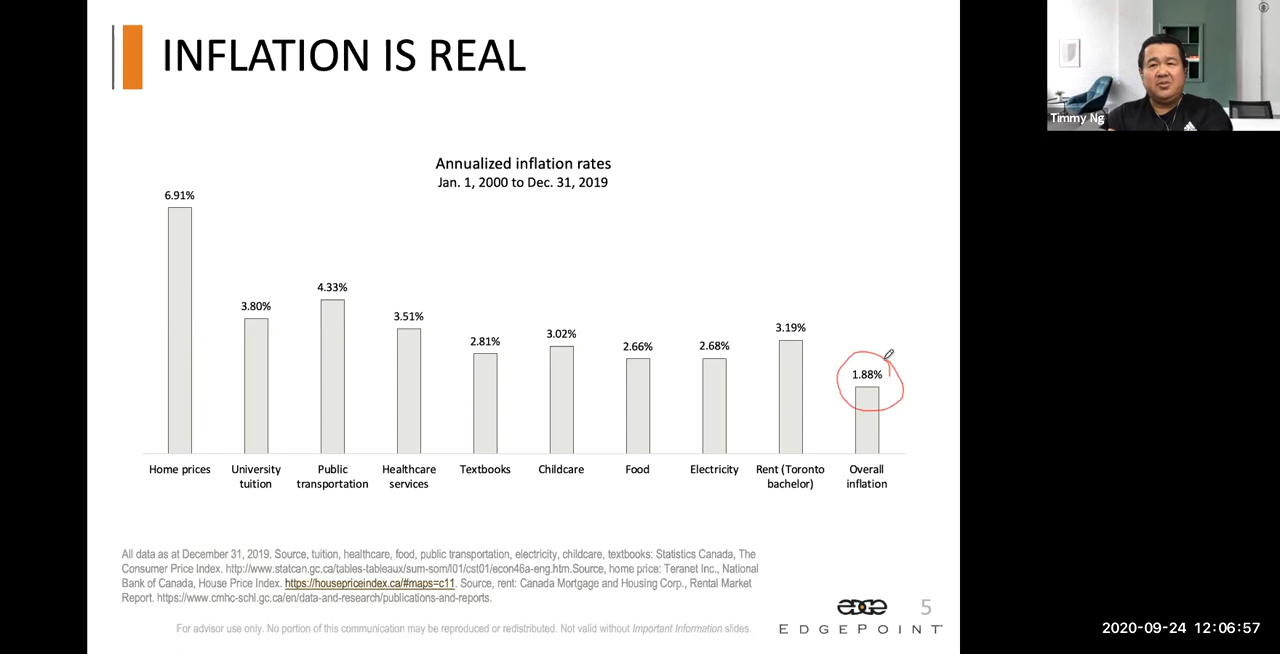 INFLATION IS REAL
Timmy Ng
Annualized inflation rates
Jan. 1, 2000 to Dec. 31, 2019
6.91%
3.80%
4.33%
3.51%
2.81%
3.02%
2.66%
2.68%
3.19%
1.88%
Home prices
University
tuition
Public
transportation
Healthcare
services
Textbooks
Childcare
Food
Electricity
Rent (Toronto
bachelor)
Overall
inflation
All data as at December 31, 2019. Source, tuition, healthcare, food, public transportation, electricity, childcare, textbooks: Statistics Canada, The
Consumer Price Index. http://www.statcan.gc.ca/tables-tableaux/sum-som/l01/cst01/econ46a-eng.htm.Source, home price: Teranet Inc., National
Bank of Canada, House Price Index. https://housepriceindex.ca/#maps=c11. Source, rent: Canada Mortgage and Housing Corp., Rental Market
Report. https://www.cmhc-schl.gc.ca/en/data-and-research/publications-and-reports.
For advisor use only. No portion of this communication may be reproduced or redistributed. Not valid without Important Information slides.
EDGE
EDGEPOINT
5
2020-09-24 12:06:57